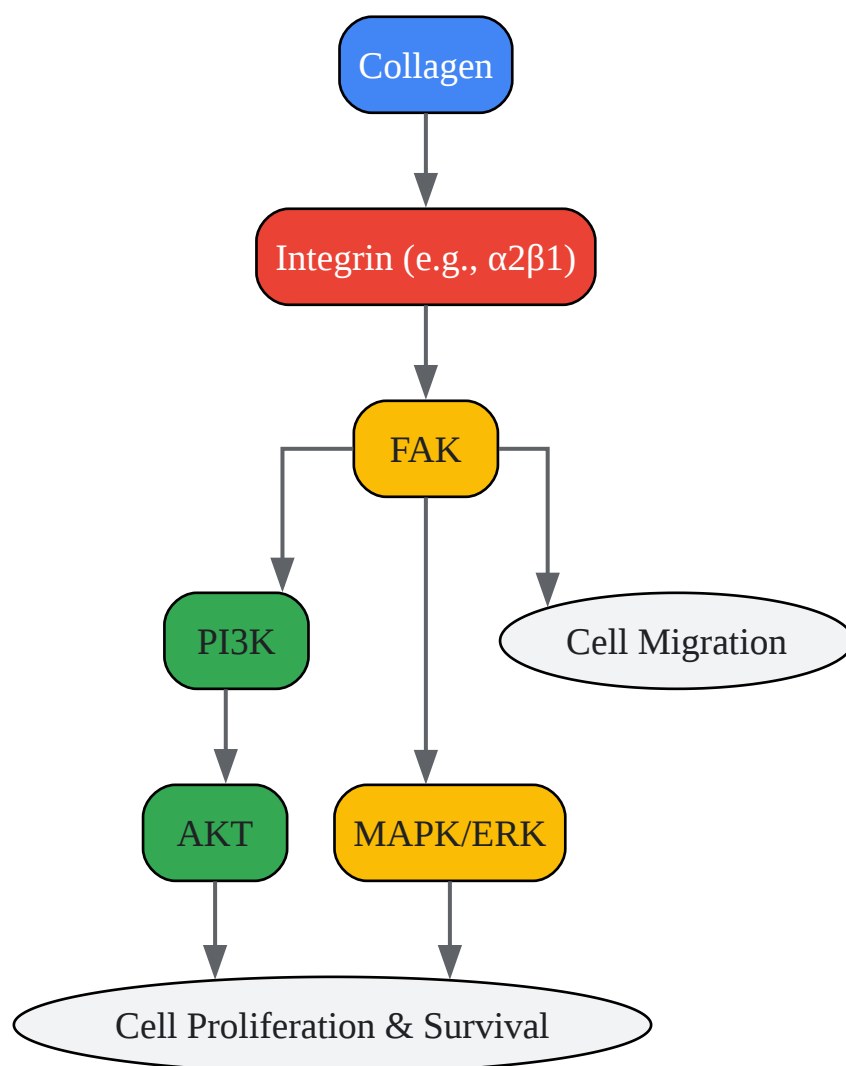 Collagen
Integrin (e.g., α2β1)
FAK
PI3K
Cell Migration
AKT
MAPK/ERK
Cell Proliferation & Survival